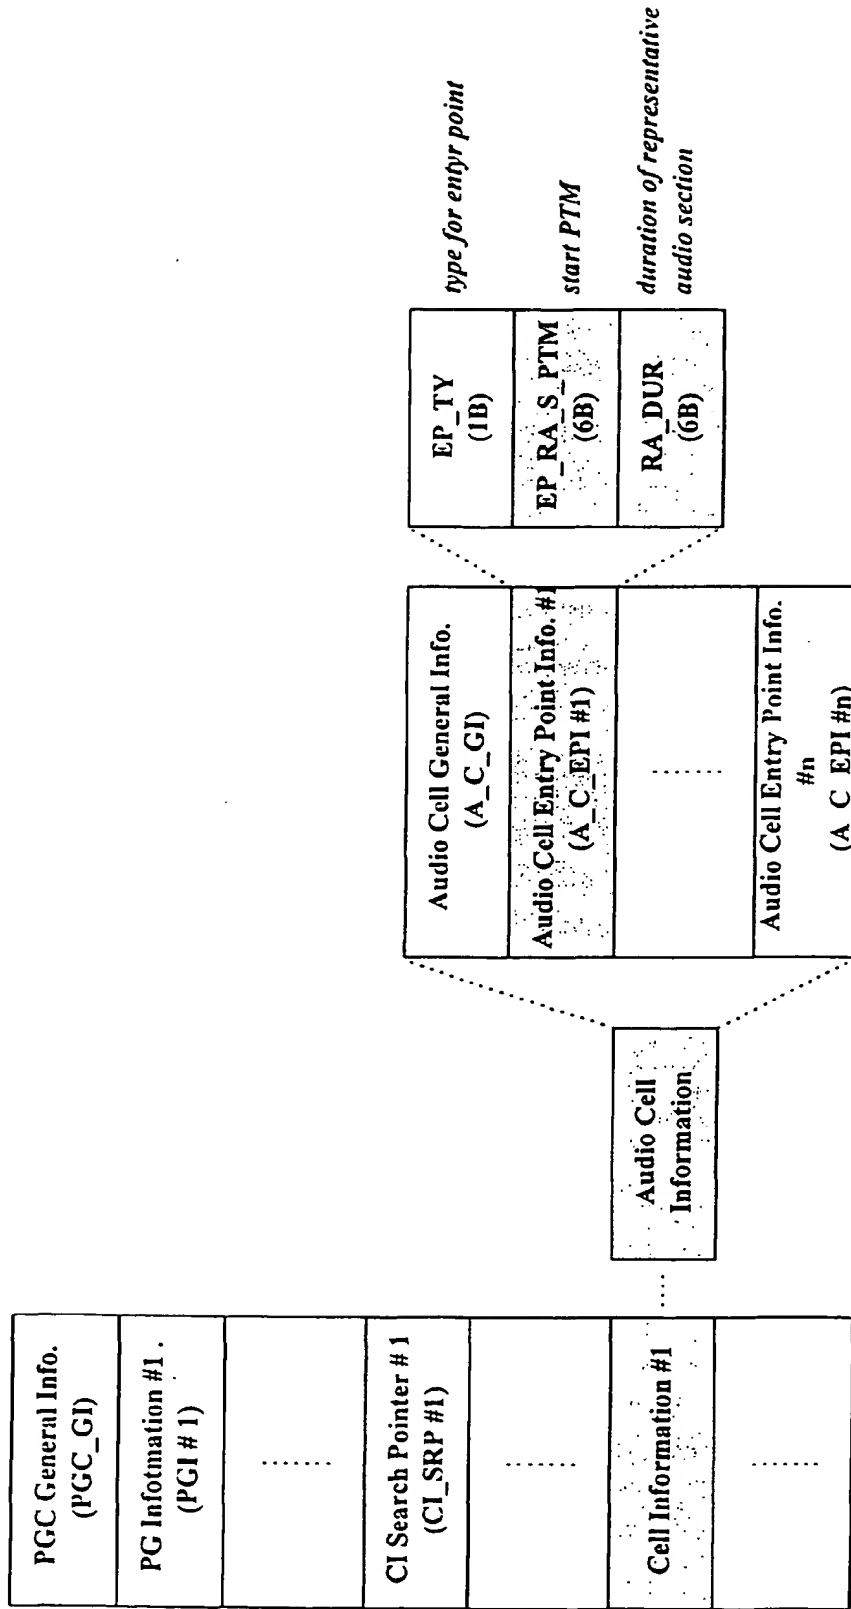 PGC General Info.
(PGC_GI)
PG Infotmation #1 .
(PGI # 1)
CI Search Pointer # 1
(CI_SRP #1)
Cell Information #1
Audio Cell
Information
Audio Cell General Info.
(A_C_GI)
Audio Cell Entry Point Info. #1
(A_C_EPI #1)
Audio Cell Entry Point Info.
#n
(A_C_EPI #n)
EP_TY
(1B)
EP_RA_S_PTM
(6B)
RA_DUR
(6B)
type for entyr point
start PTM
duration of representative
audio section